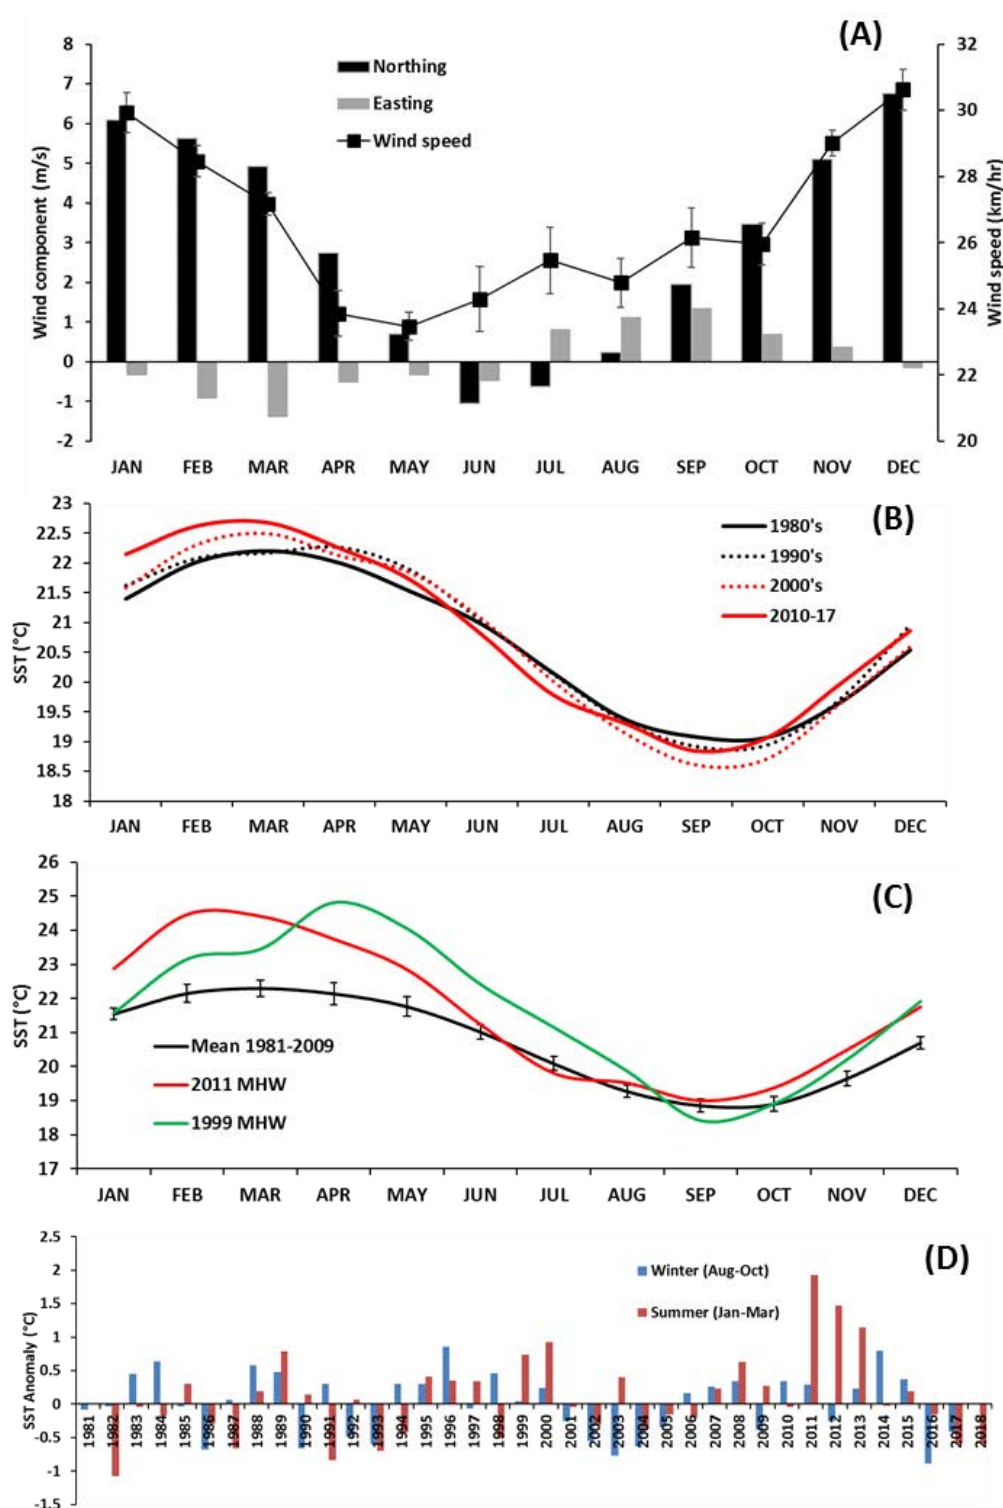 (A)
8
7
6
5
4
3
2
1
0
-1
-2
Wind component (m/s)
Northing
Easting
Wind speed
32
30
28
26
24
22
20
Wind speed (km/hr)
JAN FEB MAR APR MAY JUN JUL AUG SEP OCT NOV DEC
(B)
23
22.5
22
21.5
21
20.5
20
19.5
19
18.5
18
SST (°C)
1980's
1990's
2000's
2010-17
JAN FEB MAR APR MAY JUN JUL AUG SEP OCT NOV DEC
(C)
26
25
24
23
22
21
20
19
18
17
SST (°C)
Mean 1981-2009
2011 MHW
1999 MHW
JAN FEB MAR APR MAY JUN JUL AUG SEP OCT NOV DEC
(D)
2.5
2
1.5
1
0.5
0
-0.5
-1
-1.5
SST Anomaly (°C)
Winter (Aug-Oct)
Summer (Jan-Mar)
1981 1982 1983 1984 1985 1986 1987 1988 1989 1990 1991 1992 1993 1994 1995 1996 1997 1998 1999 2000 2001 2002 2003 2004 2005 2006 2007 2008 2009 2010 2011 2012 2013 2014 2015 2016 2017 2018